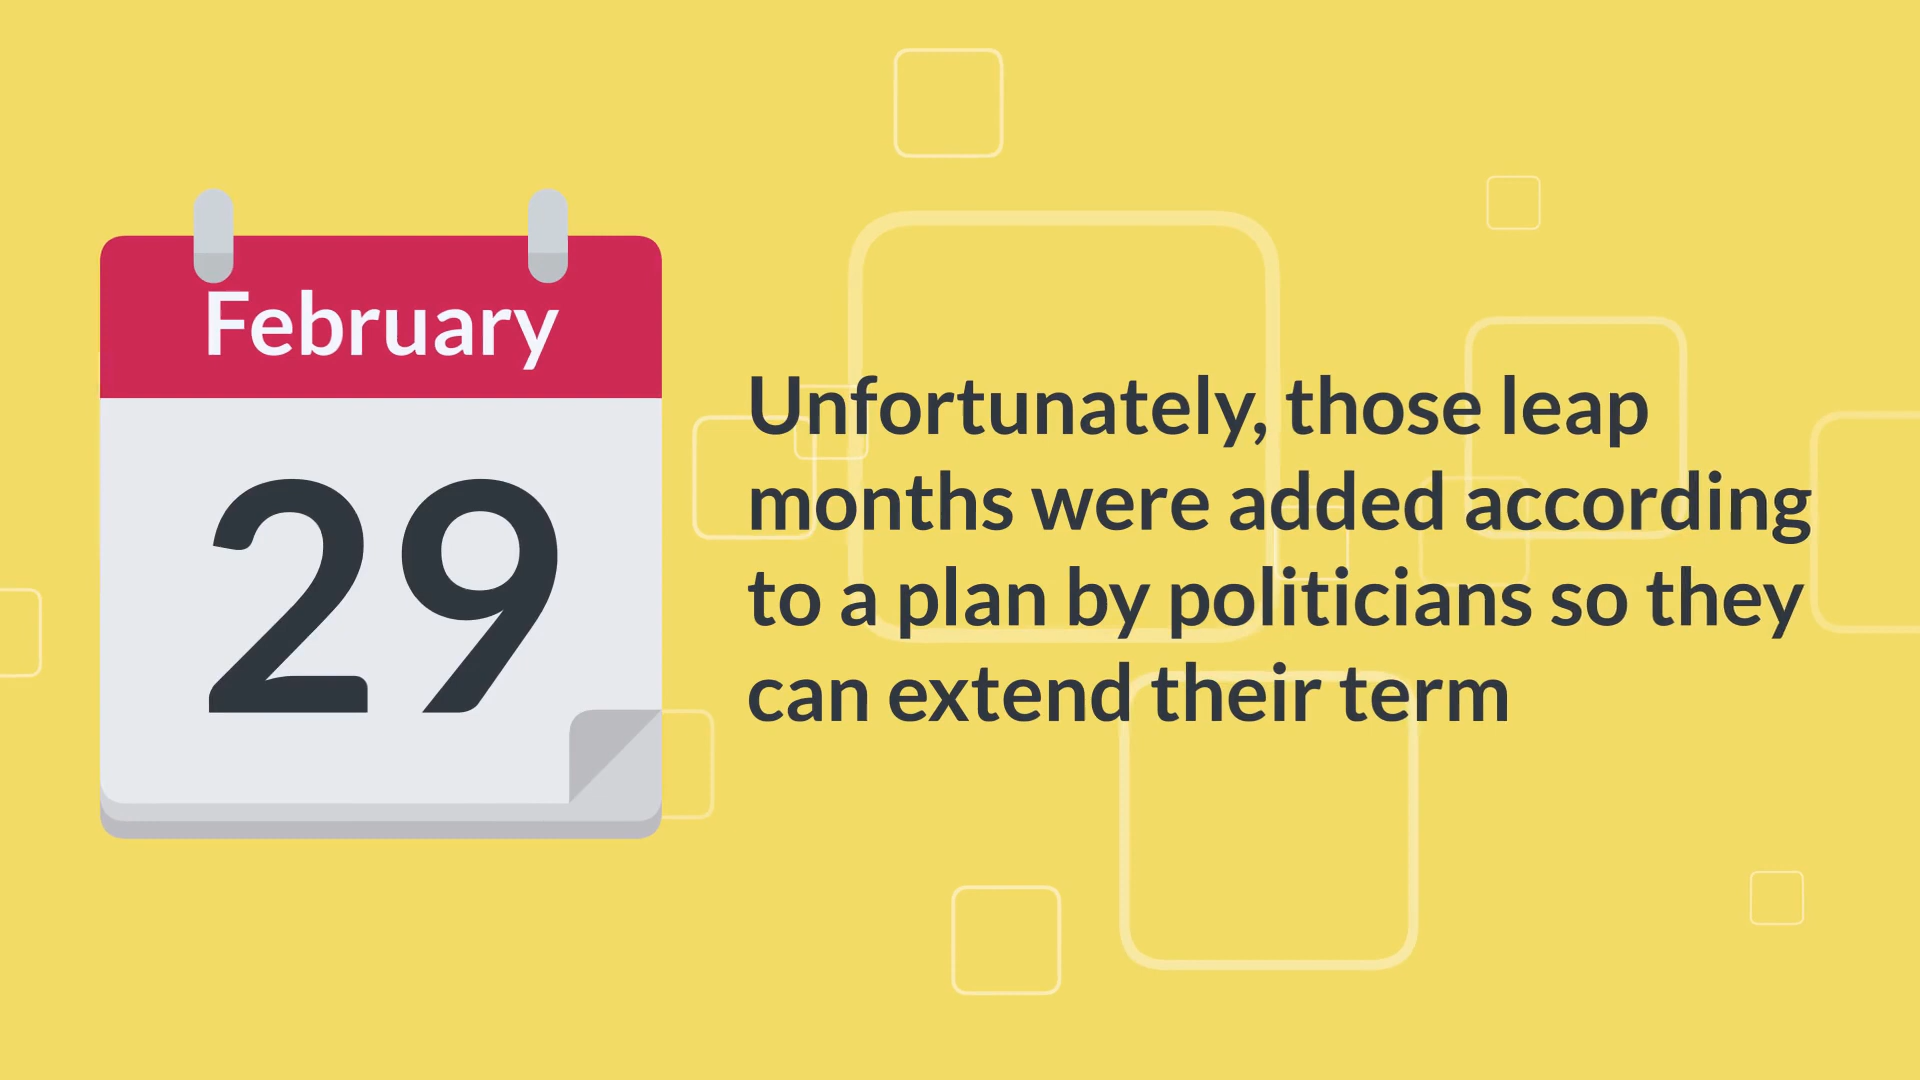 February
29
Unfortunately, those leap
months were added according
to a plan by politicians so they
can extend their term